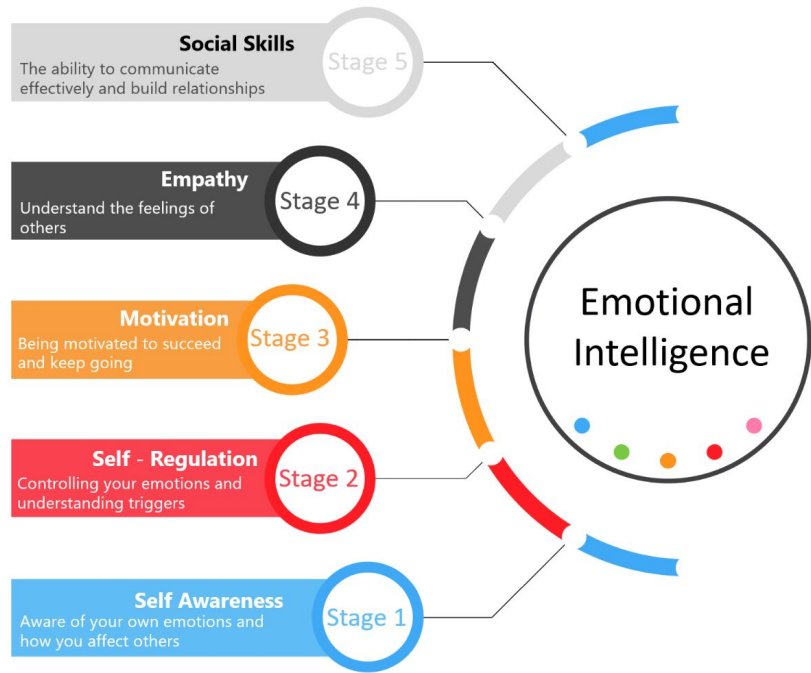 Social Skills
The ability to communicate
effectively and build relationships
Stage 5
Empathy
Understand the feelings of
others
Stage 4
Motivation
Being motivated to succeed
and keep going
Stage 3
Self - Regulation
Controlling your emotions and
understanding triggers
Stage 2
Self Awareness
Aware of your own emotions and
how you affect others
Stage 1
Emotional
Intelligence